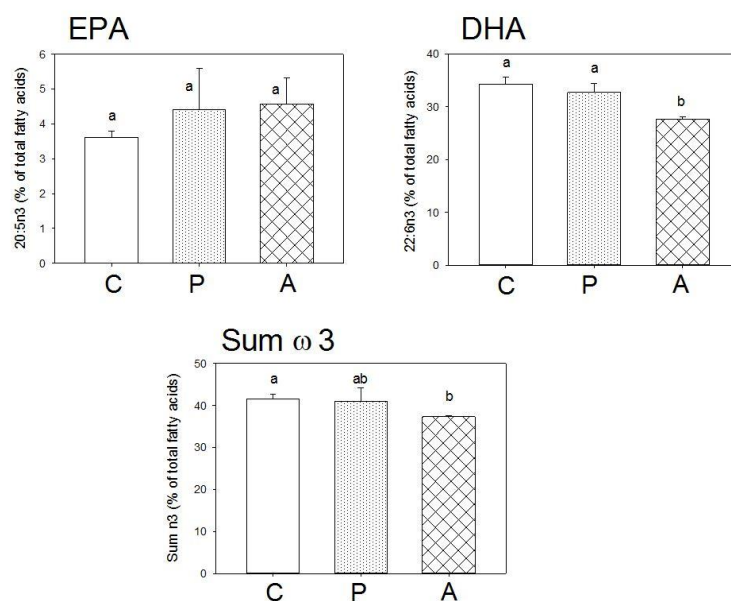 EPA
20:5n3 (% of total fatty acids)
6
5
4
3
2
1
0
a
a
a
C P A
DHA
22:6n3 (% of total fatty acids)
40
30
20
10
0
a
a
b
C P A
Sum ω 3
Sum n3 (% of total fatty acids)
50
40
30
20
10
0
a
ab
b
C P A